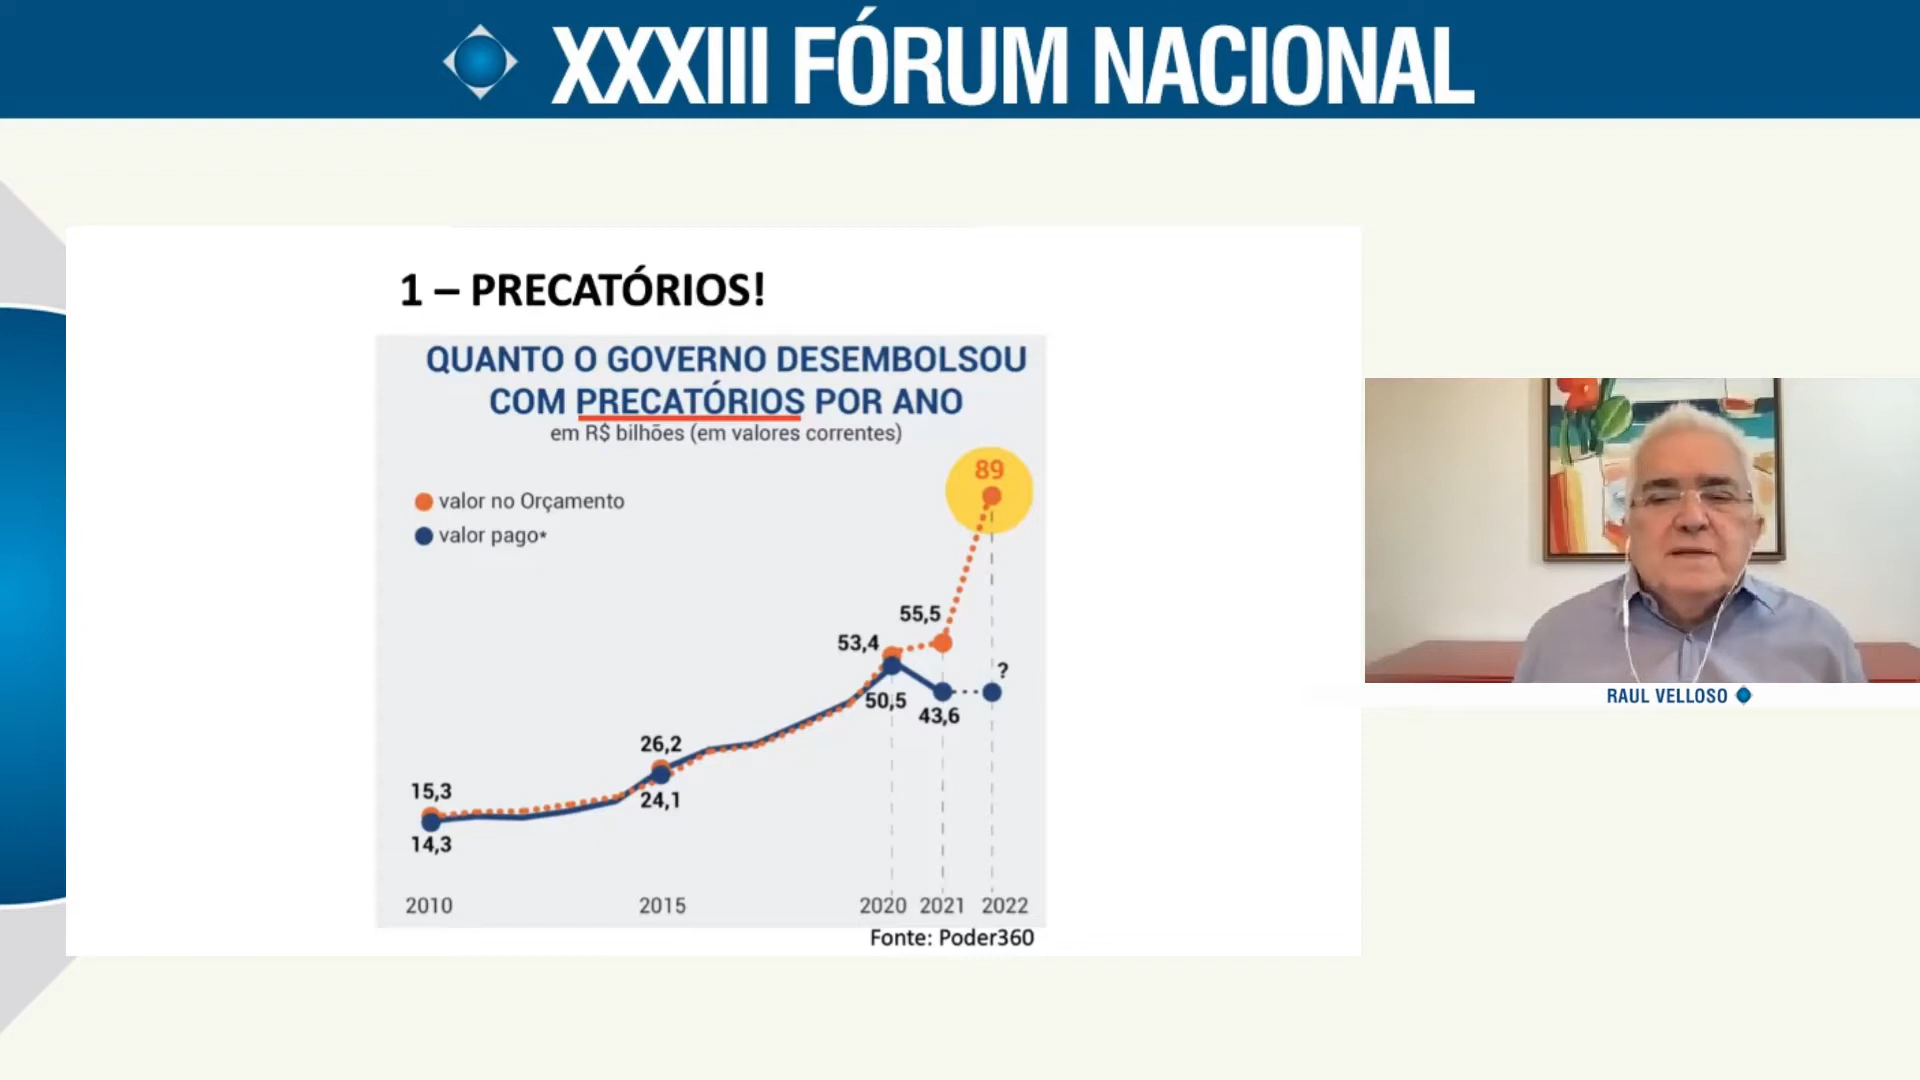 XXXIII FÓRUM NACIONAL
1 – PRECATÓRIOS!
QUANTO O GOVERNO DESEMBOLSOU
COM PRECATÓRIOS POR ANO
em R$ bilhões (em valores correntes)
89
valor no Orçamento
valor pago*
55,5
53,4
?
50,5
43,6
26,2
24,1
15,3
14,3
2010 2015 2020 2021 2022
Fonte: Poder360
RAUL VELLOSO